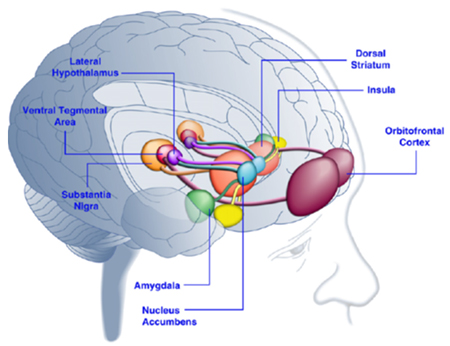 Lateral
Hypothalamus
Ventral Tegmental
Area
Substantia
Nigra
Amygdala
Nucleus
Accumbens
Dorsal
Striatum
Insula
Orbitofrontal
Cortex